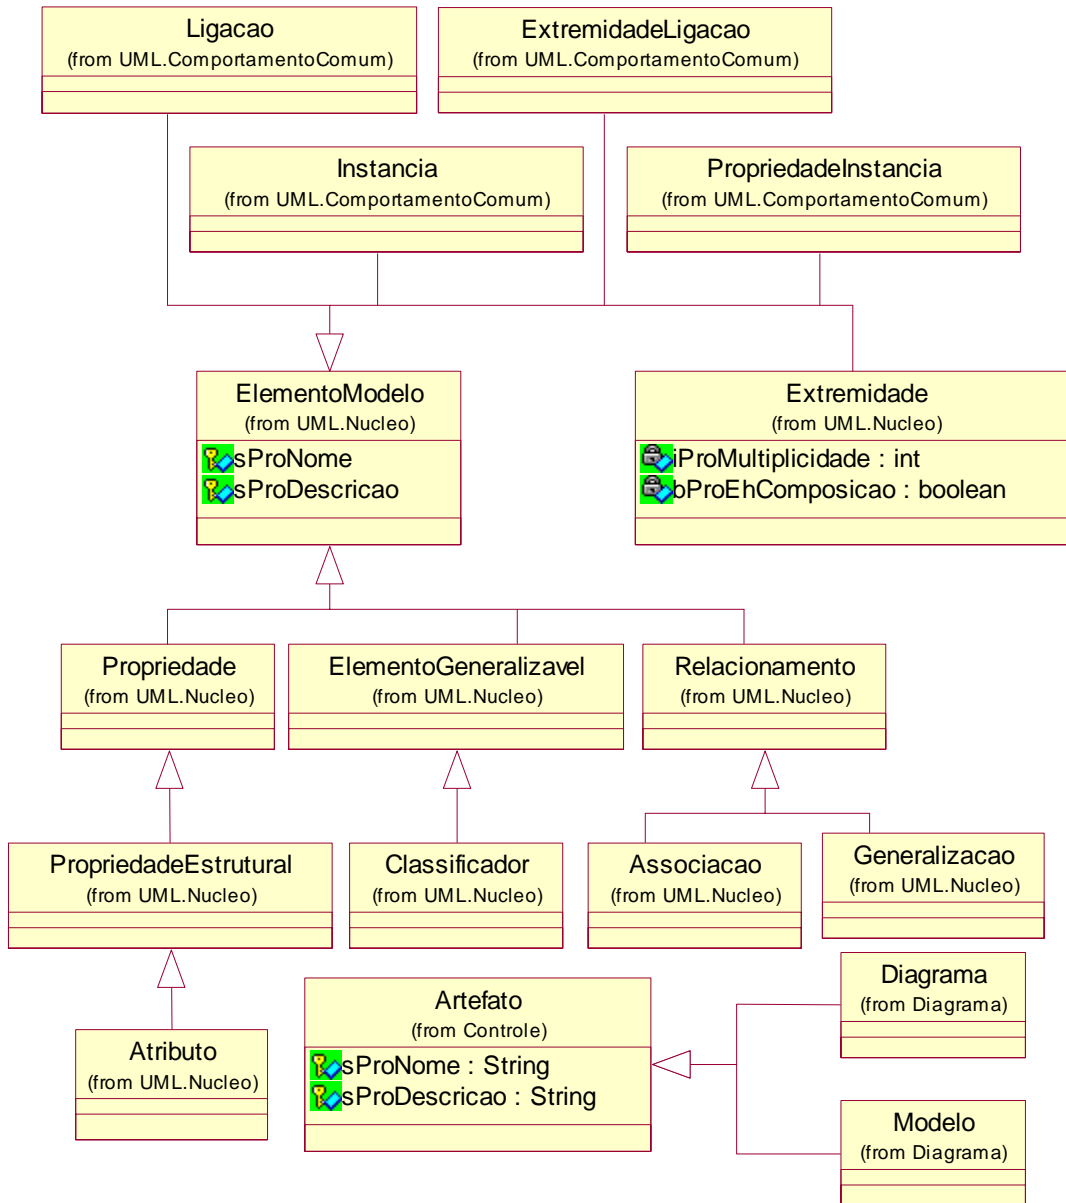 Ligacao
(from UML.ComportamentoComum)
ExtremidadeLigacao
(from UML.ComportamentoComum)
Instancia
(from UML.ComportamentoComum)
PropriedadeInstancia
(from UML.ComportamentoComum)
ElementoModelo
(from UML.Nucleo)
sProNome
sProDescricao
Extremidade
(from UML.Nucleo)
iProMultiplicidade : int
bProEhComposicao : boolean
Propriedade
(from UML.Nucleo)
ElementoGeneralizavel
(from UML.Nucleo)
Relacionamento
(from UML.Nucleo)
PropriedadeEstrutural
(from UML.Nucleo)
Classificador
(from UML.Nucleo)
Associacao
(from UML.Nucleo)
Generalizacao
(from UML.Nucleo)
Atributo
(from UML.Nucleo)
Artefato
(from Controle)
sProNome : String
sProDescricao : String
Diagrama
(from Diagrama)
Modelo
(from Diagrama)